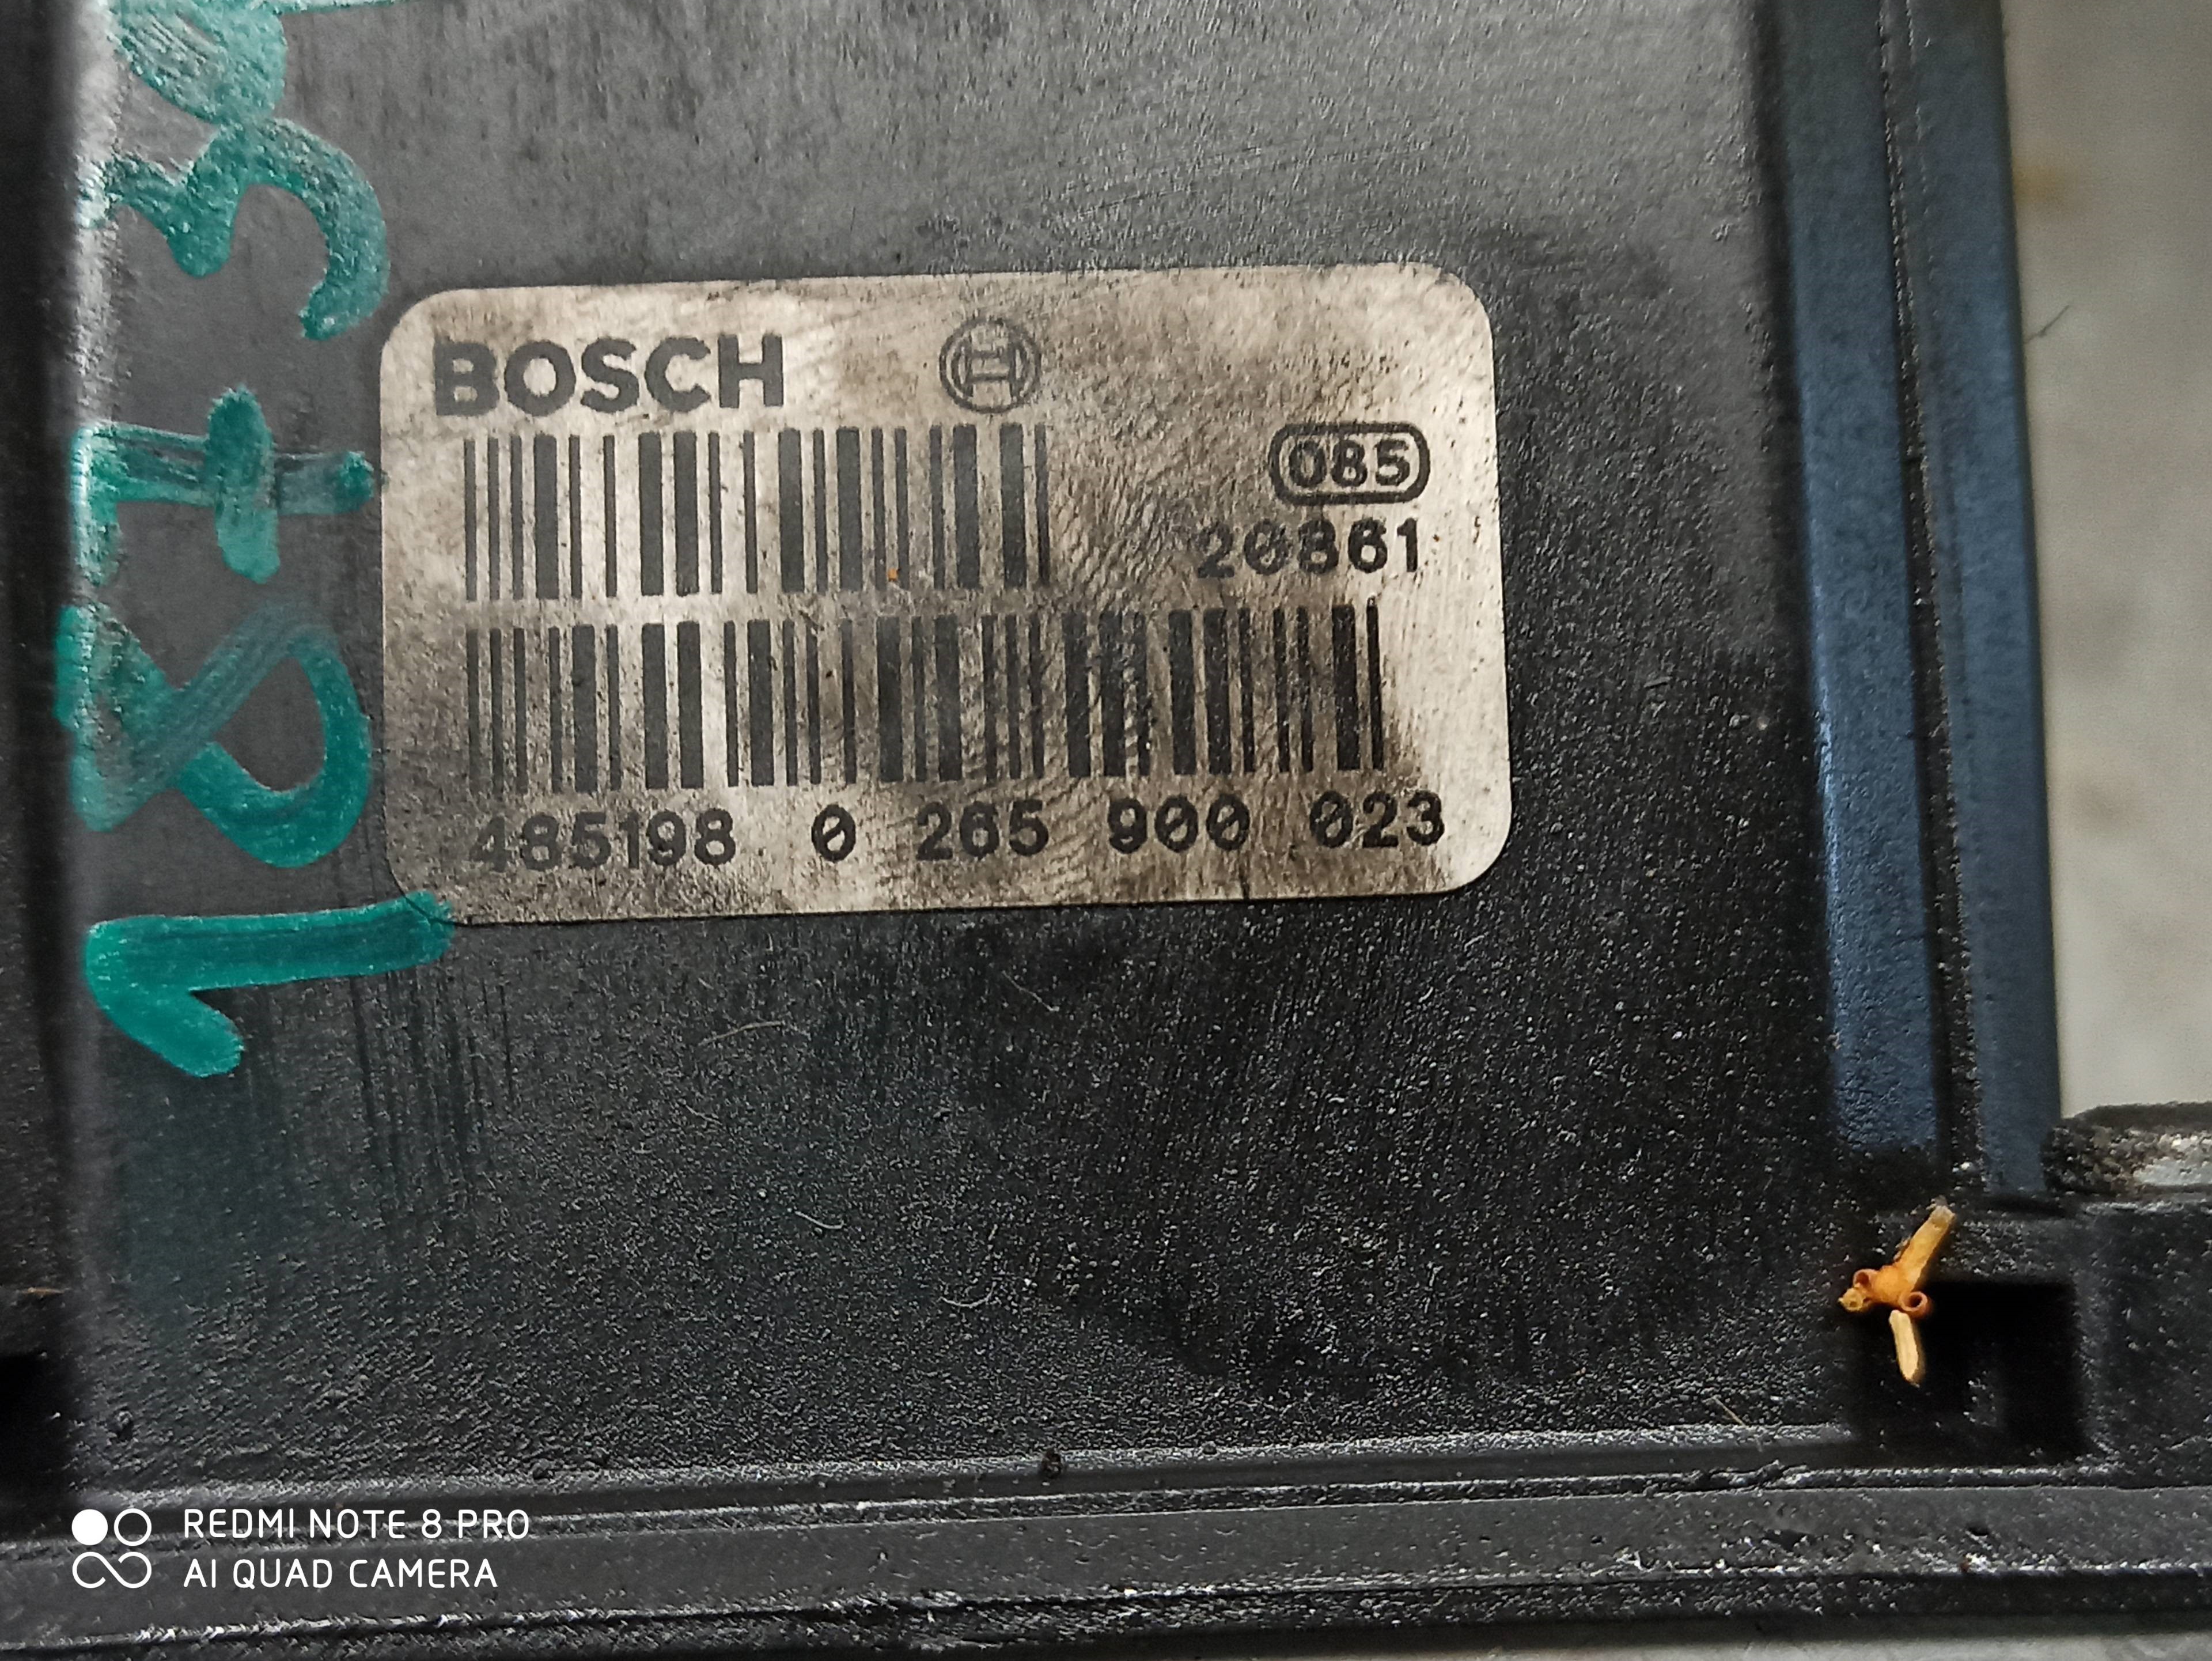 BOSCH
085
20861
485198 0 265 900 023
REDMI NOTE 8 PRO
AI QUAD CAMERA